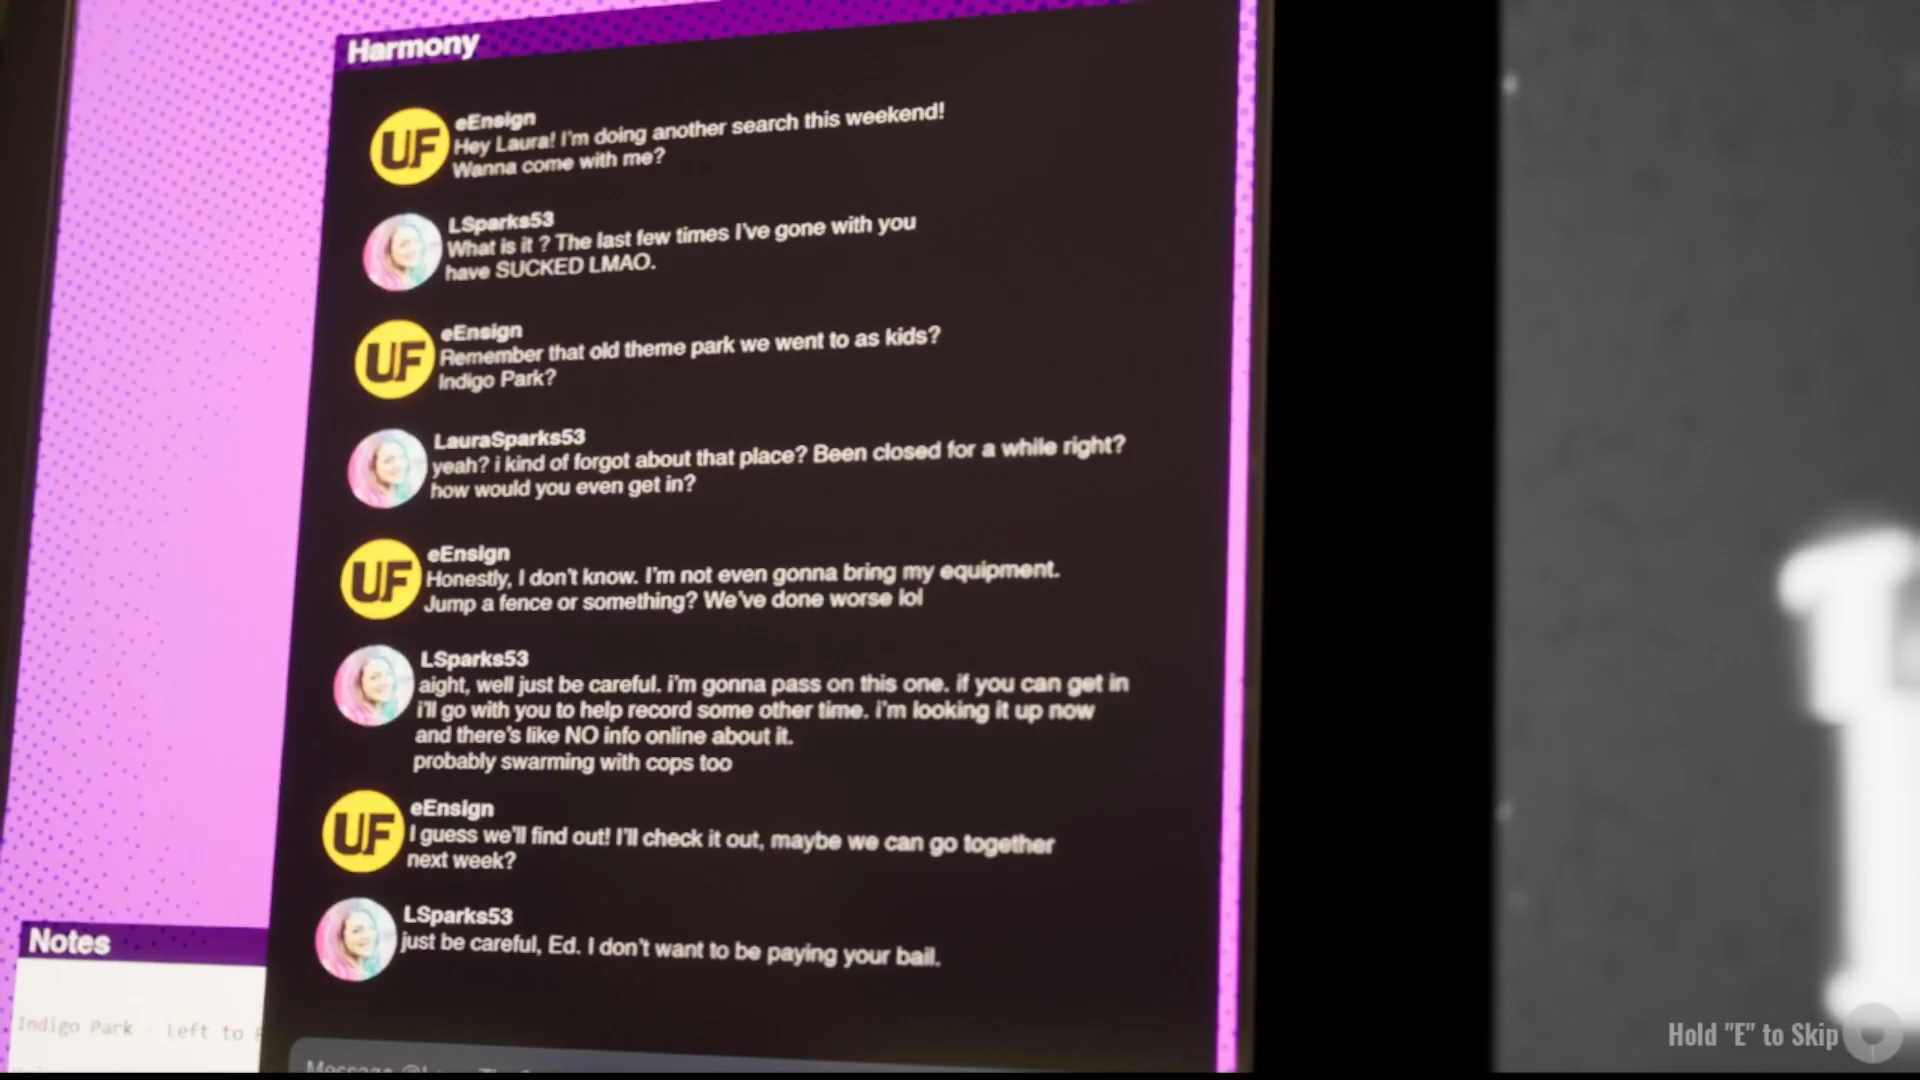 Harmony
UF
eEnsign
Hey Laura! I'm doing another search this weekend!
Wanna come with me?
LSparks53
What is it ? The last few times I've gone with you
have SUCKED LMAO.
UF
eEnsign
Remember that old theme park we went to as kids?
Indigo Park?
LauraSparks53
yeah? i kind of forgot about that place? Been closed for a while right?
how would you even get in?
UF
eEnsign
Honestly, I don't know. I'm not even gonna bring my equipment.
Jump a fence or something? We've done worse lol
LSparks53
aight, well just be careful. i'm gonna pass on this one. if you can get in
i'll go with you to help record some other time. i'm looking it up now
and there's like NO info online about it.
probably swarming with cops too
UF
eEnsign
I guess we'll find out! I'll check it out, maybe we can go together
next week?
LSparks53
just be careful, Ed. I don't want to be paying your bail.
Notes
Indigo Park - Left to
Message
Hold "E" to Skip